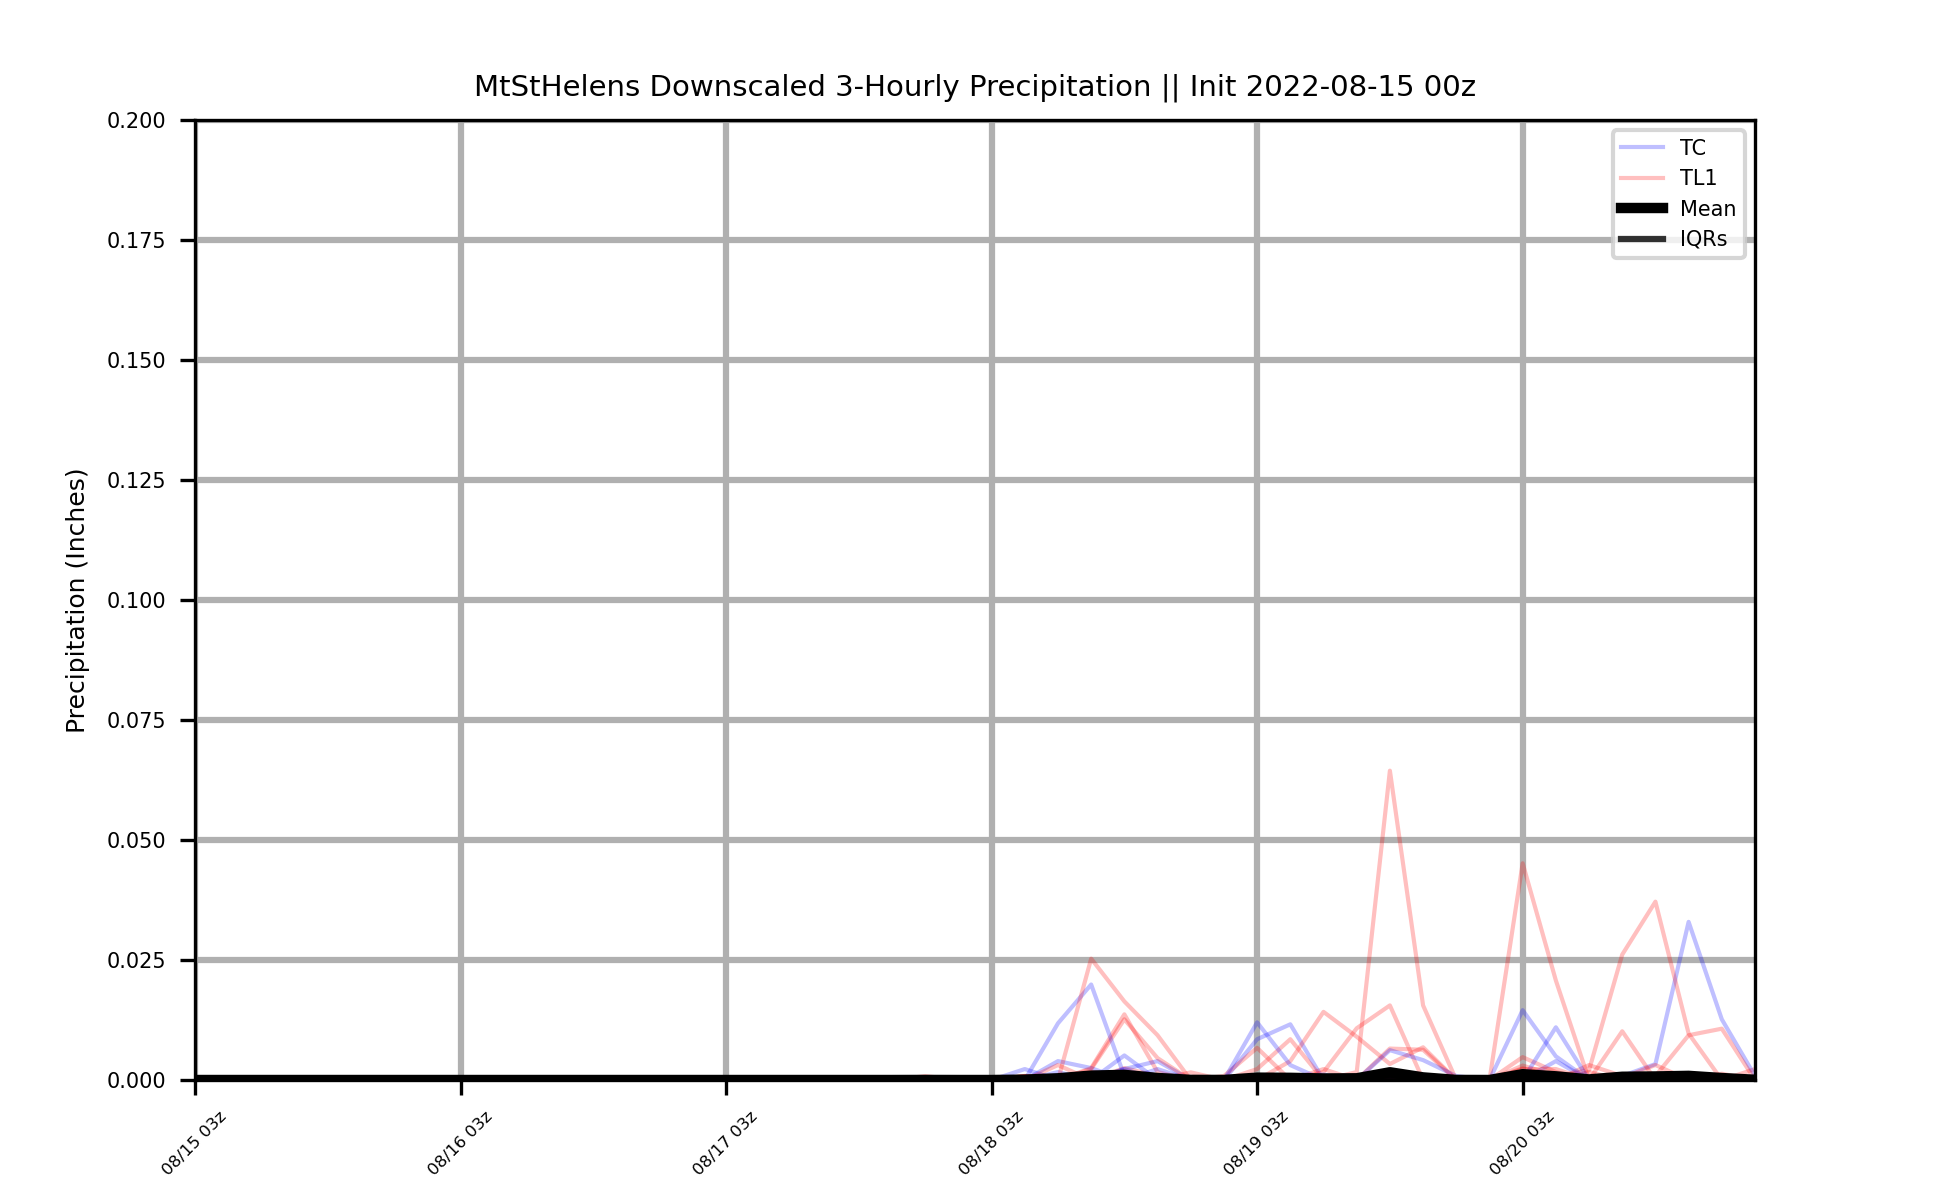 MtStHelens Downscaled 3-Hourly Precipitation || Init 2022-08-15 00z
TC
TL1
Mean
IQRs
Precipitation (Inches)
0.200
0.175
0.150
0.125
0.100
0.075
0.050
0.025
0.000
08/15 03z
08/16 03z
08/17 03z
08/18 03z
08/19 03z
08/20 03z